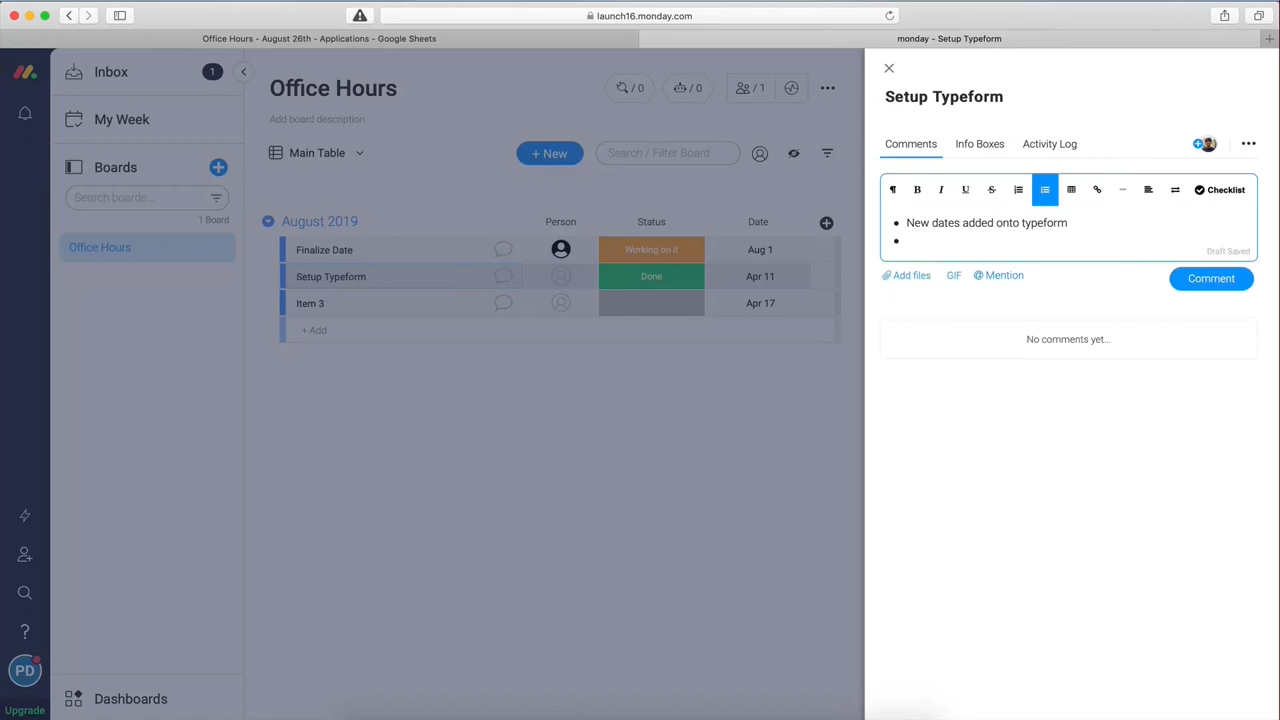 launch16.monday.com
Office Hours - August 26th - Applications - Google Sheets
monday - Setup Typeform
Inbox
1
My Week
Boards
Search boards...
1 Board
Office Hours
Dashboards
?
PD
Upgrade
Office Hours
/ 0
/ 0
/ 1
Add board description
Main Table
+ New
Search / Filter Board
August 2019
Person
Status
Date
Finalize Date
Working on it
Aug 1
Setup Typeform
Done
Apr 11
Item 3
Apr 17
+ Add
Setup Typeform
Comments
Info Boxes
Activity Log
¶ B I U S
Checklist
• New dates added onto typeform
•
Draft Saved
Add files
GIF
@ Mention
Comment
No comments yet...